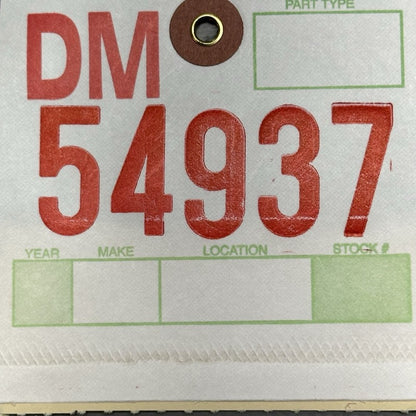 PART TYPE
DM
54937
YEAR MAKE LOCATION STOCK #